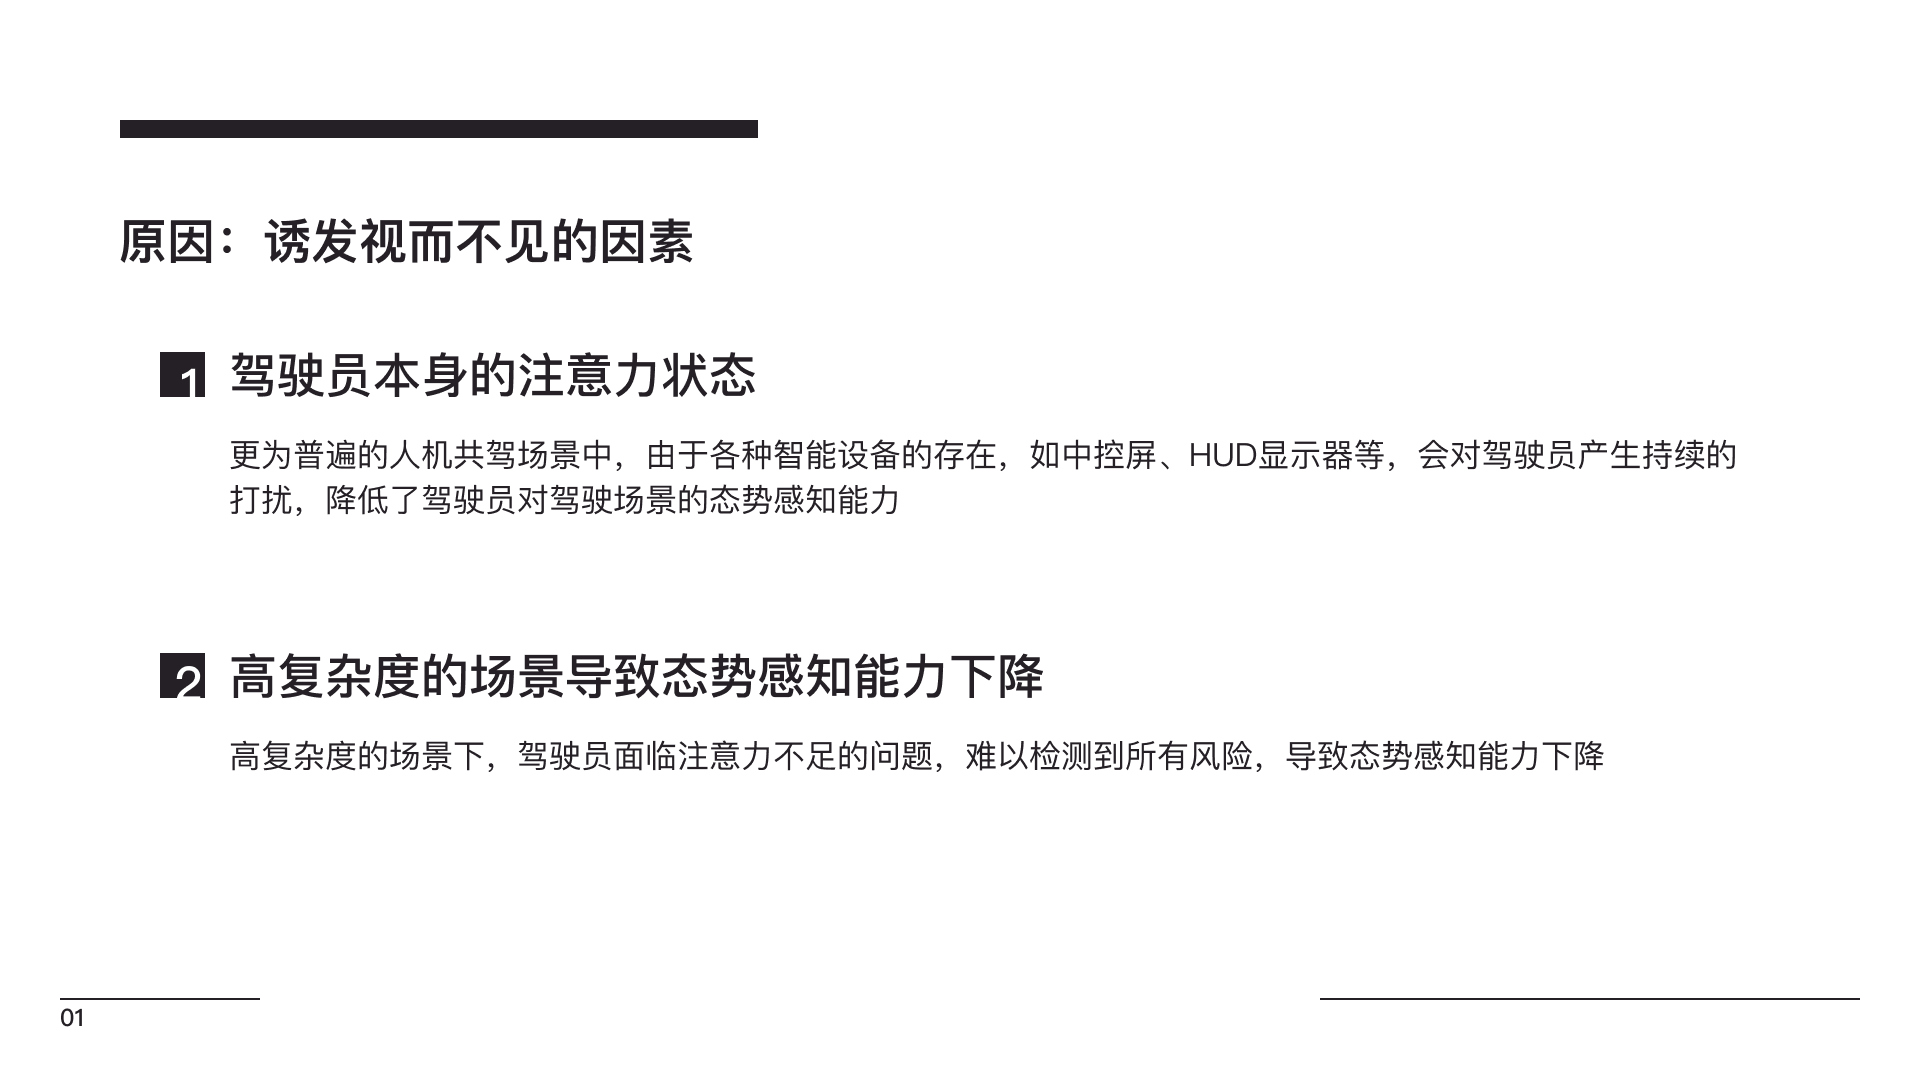 原因：诱发视而不见的因素
1 驾驶员本身的注意力状态
更为普遍的人机共驾场景中，由于各种智能设备的存在，如中控屏、HUD显示器等，会对驾驶员产生持续的
打扰，降低了驾驶员对驾驶场景的态势感知能力
2 高复杂度的场景导致态势感知能力下降
高复杂度的场景下，驾驶员面临注意力不足的问题，难以检测到所有风险，导致态势感知能力下降
01